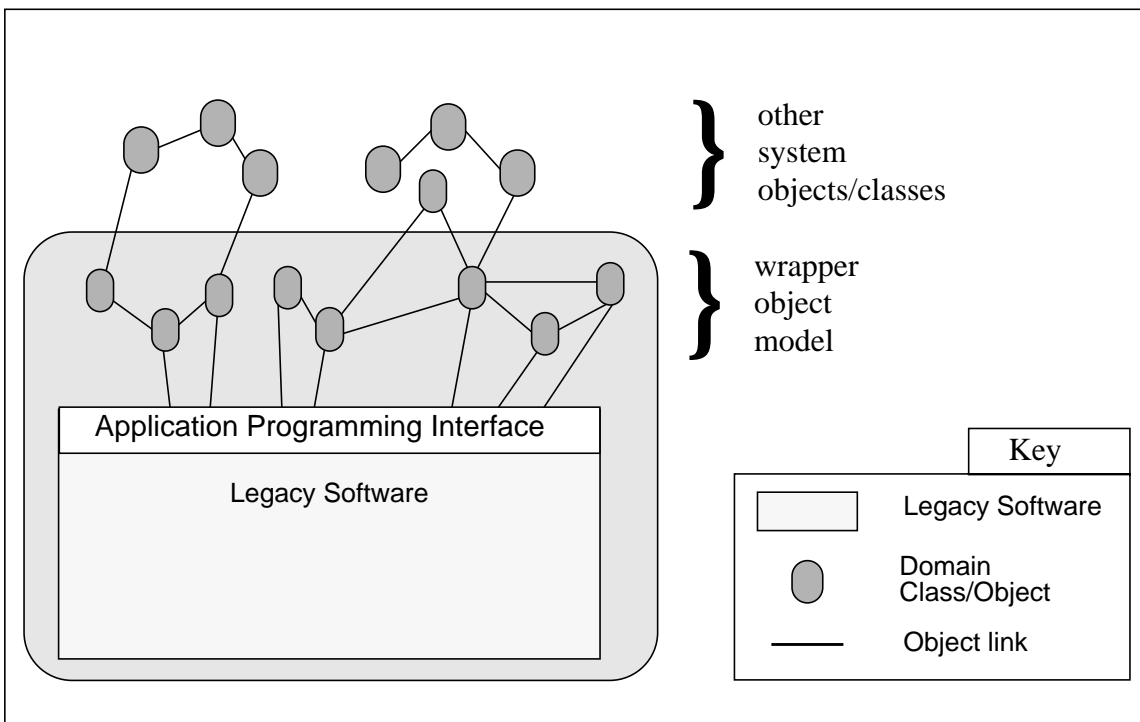 other
system
objects/classes
wrapper
object
model
Application Programming Interface
Legacy Software
Key
Legacy Software
Domain
Class/Object
Object link